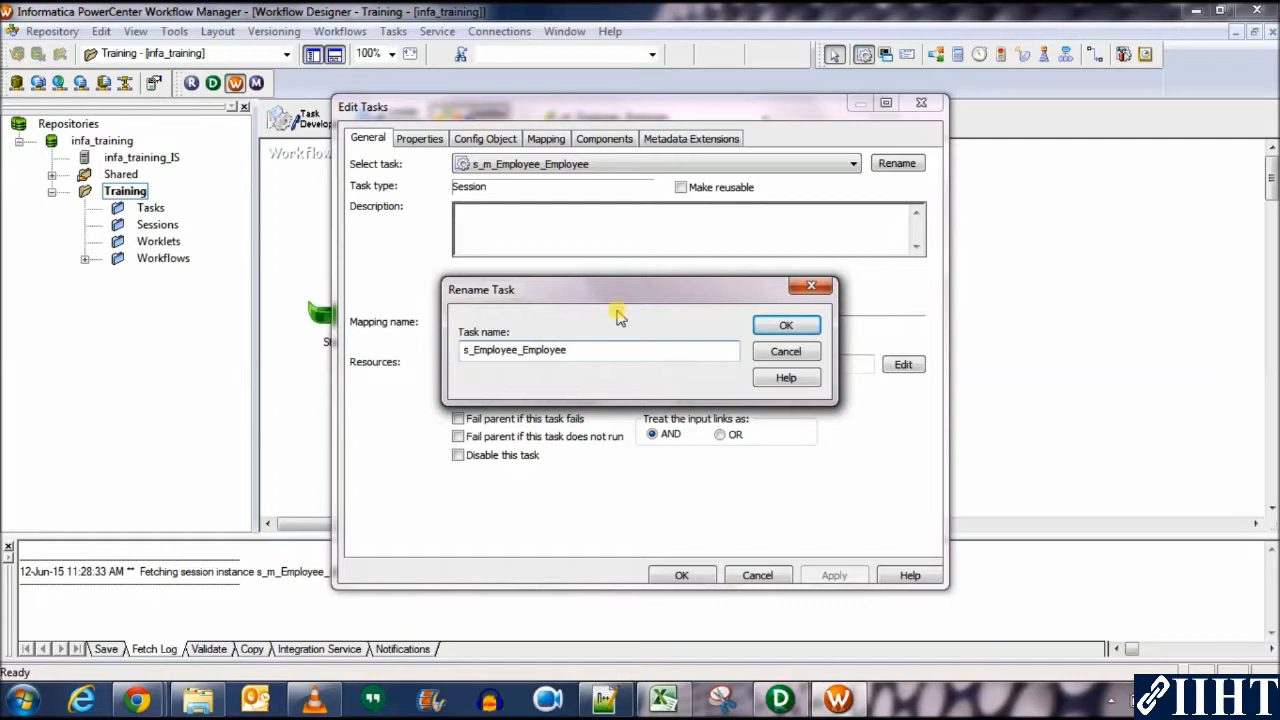 Informatica PowerCenter Workflow Manager - [Workflow Designer - Training - [infa_training]]
Repository Edit View Tools Layout Versioning Workflows Tasks Service Connections Window Help
Training - [infa_training] 100%
R D W M
Edit Tasks
Task
Develop
Repositories
infa_training
infa_training_IS
Shared
Training
Tasks
Sessions
Worklets
Workflows
General Properties Config Object Mapping Components Metadata Extensions
Select task: s_m_Employee_Employee Rename
Task type: Session Make reusable
Description:
Mapping name:
Resources: Edit
Rename Task
Task name:
s_Employee_Employee
OK
Cancel
Help
Fail parent if this task fails
Fail parent if this task does not run
Disable this task
Treat the input links as:
AND OR
OK Cancel Apply Help
12-Jun-15 11:28:33 AM ** Fetching session instance s_m_Employee_
Save Fetch Log Validate Copy Integration Service Notifications
Ready
IIHT